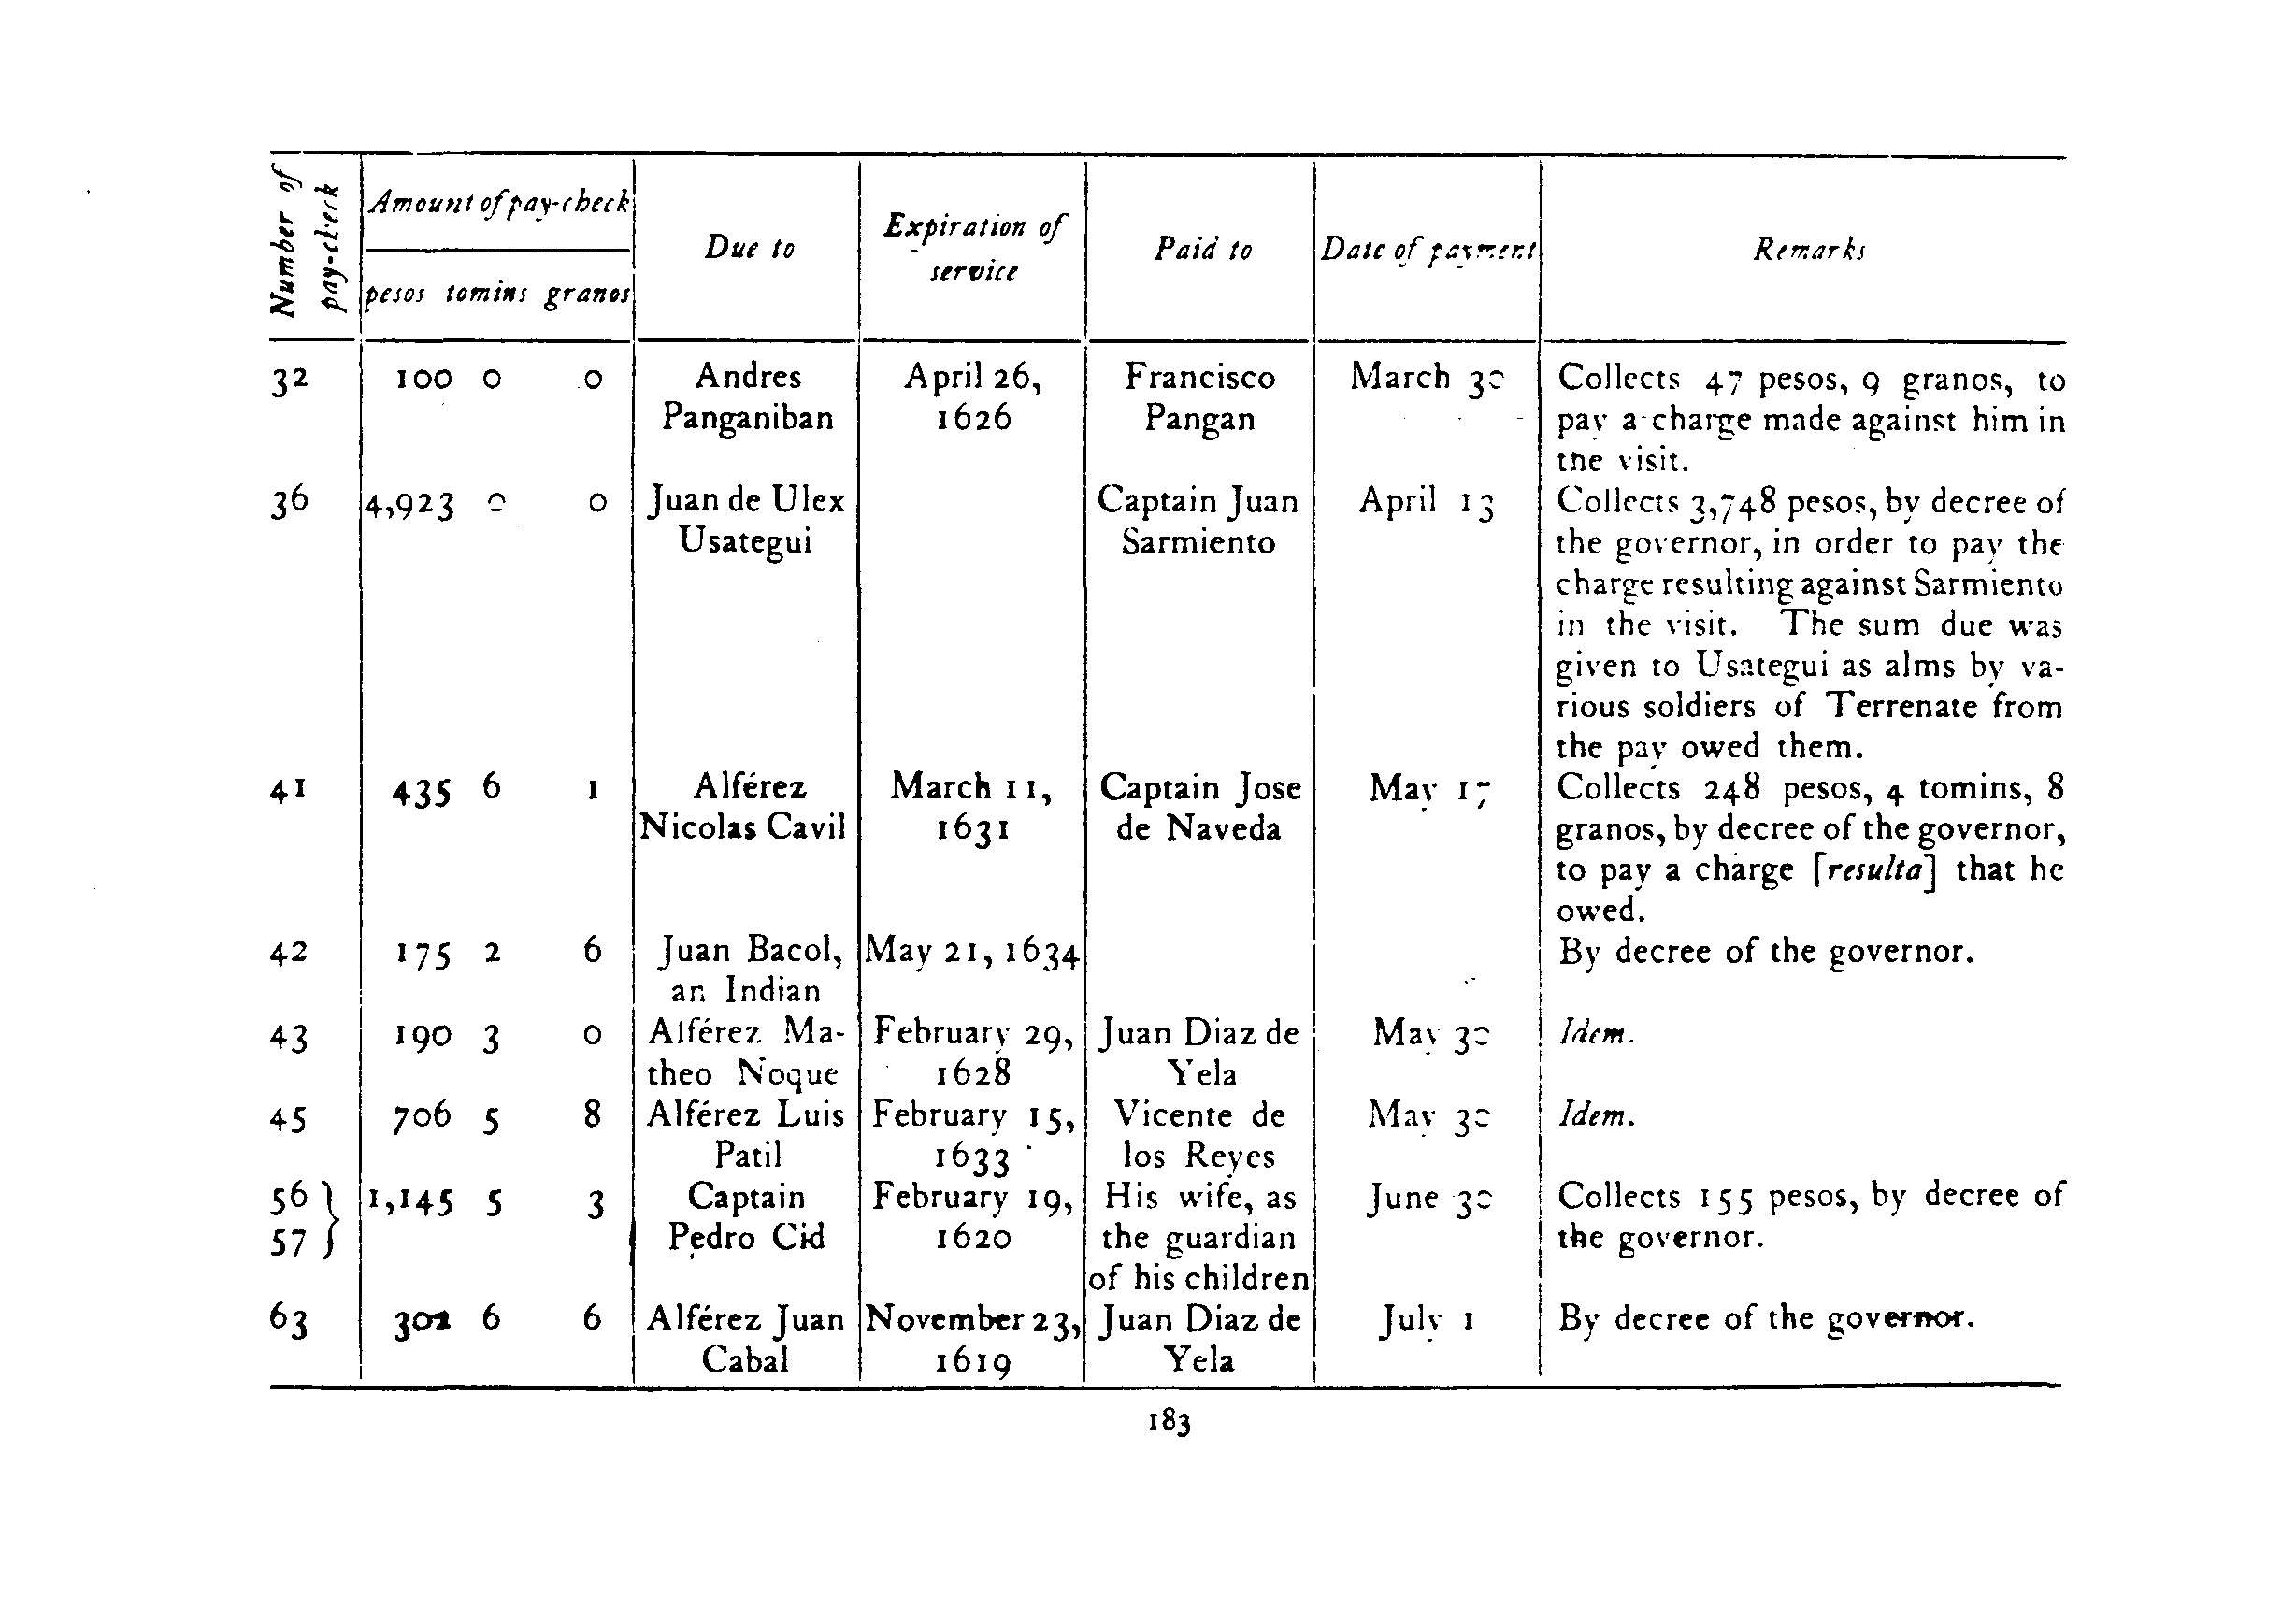 Number of pay-check
Amount of pay-check
Due to
Expiration of service
Paid to
Date of payment
Remarks
pesos tomins granos
32 100 0 0 Andres April 26, Francisco March 30 Collects 47 pesos, 9 granos, to
Panganiban 1626 Pangan pay a charge made against him in
the visit.
36 4,923 0 0 Juan de Ulex Captain Juan April 13 Collects 3,748 pesos, by decree of
Usategui Sarmiento the governor, in order to pay the
charge resulting against Sarmiento
in the visit. The sum due was
given to Usategui as alms by va-
rious soldiers of Terrenate from
the pay owed them.
41 435 6 1 Alférez March 11, Captain Jose May 17 Collects 248 pesos, 4 tomins, 8
Nicolas Cavil 1631 de Naveda granos, by decree of the governor,
to pay a charge [resulta] that he
owed.
42 175 2 6 Juan Bacol, May 21, 1634 By decree of the governor.
an Indian
43 190 3 0 Alférez Ma- February 29, Juan Diaz de May 30 Idem.
theo Noque 1628 Yela
45 706 5 8 Alférez Luis February 15, Vicente de May 30 Idem.
Patil 1633 los Reyes
56 } 1,145 5 3 Captain February 19, His wife, as June 30 Collects 155 pesos, by decree of
57 } Pedro Cid 1620 the guardian the governor.
of his children
63 6 6 Alférez Juan November 23, Juan Diaz de July 1 By decree of the governor.
Cabal 1619 Yela
183